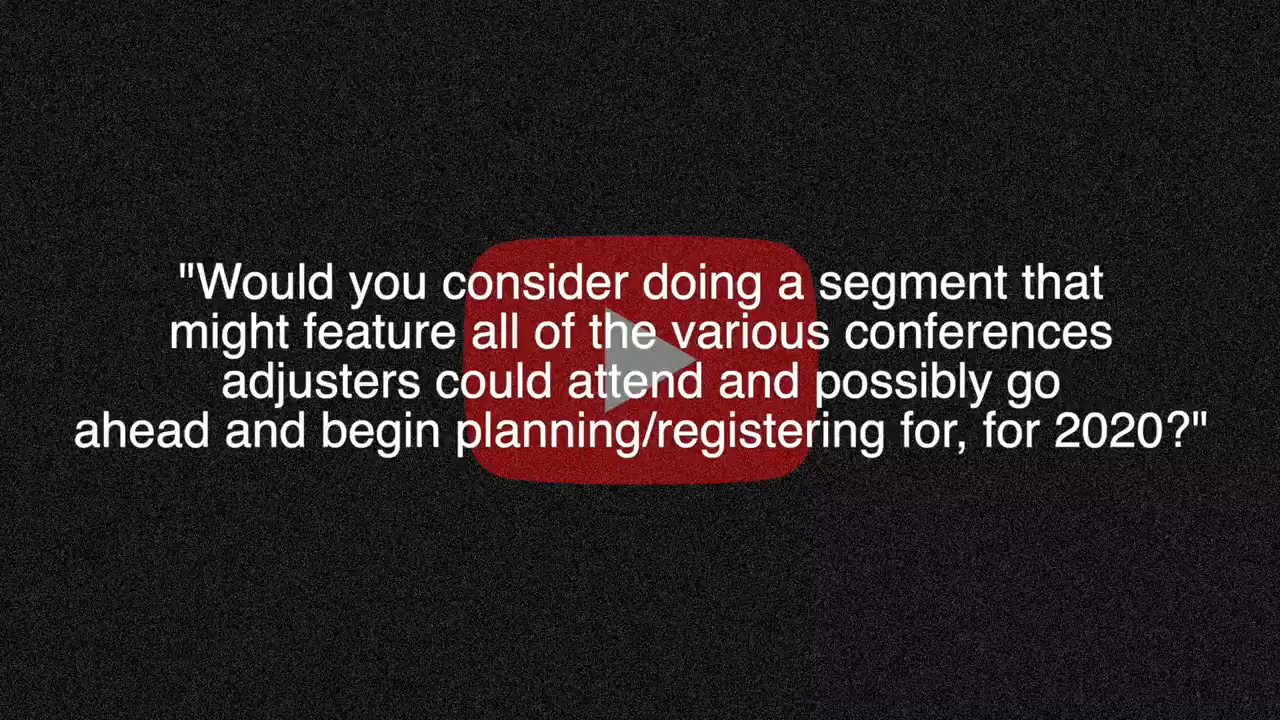 "Would you consider doing a segment that
might feature all of the various conferences
adjusters could attend and possibly go
ahead and begin planning/registering for, for 2020?"